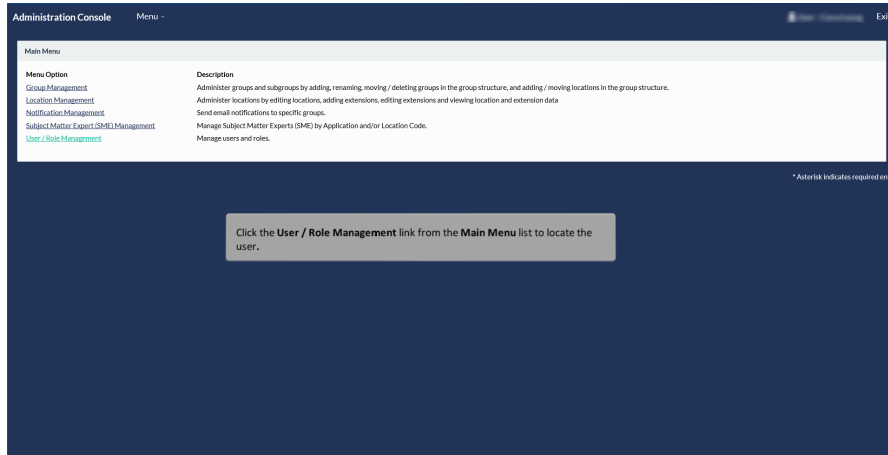 Administration Console Menu
Exi
Main Menu
Menu Option Description
Group Management Administer groups and subgroups by adding, renaming, moving / deleting groups in the group structure, and adding / moving locations in the group structure.
Location Management Administer locations by editing locations, adding extensions, editing extensions and viewing location and extension data
Notification Management Send email notifications to specific groups.
Subject Matter Expert (SME) Management Manage Subject Matter Experts (SME) by Application and/or Location Code.
User / Role Management Manage users and roles.
* Asterisk indicates required en
Click the User / Role Management link from the Main Menu list to locate the
user.